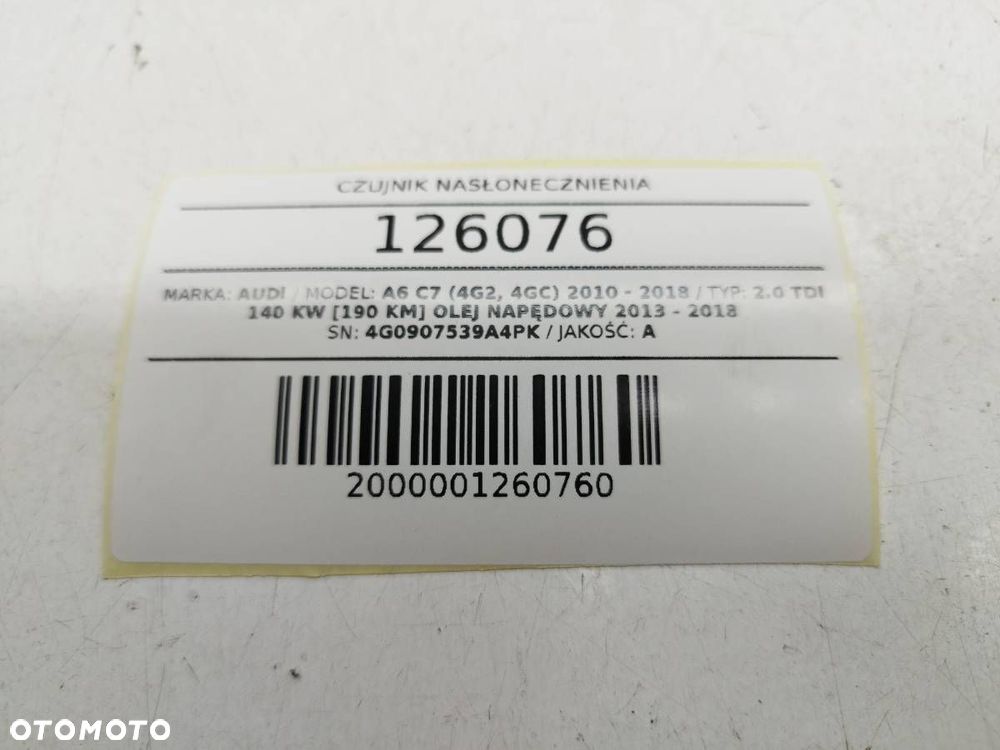 CZUJNIK NASŁONECZNIENIA
126076
MARKA: AUDI / MODEL: A6 C7 (4G2, 4GC) 2010 - 2018 / TYP: 2.0 TDI
140 KW [190 KM] OLEJ NAPĘDOWY 2013 - 2018
SN: 4G0907539A4PK / JAKOŚĆ: A
2000001260760
OTOMOTO